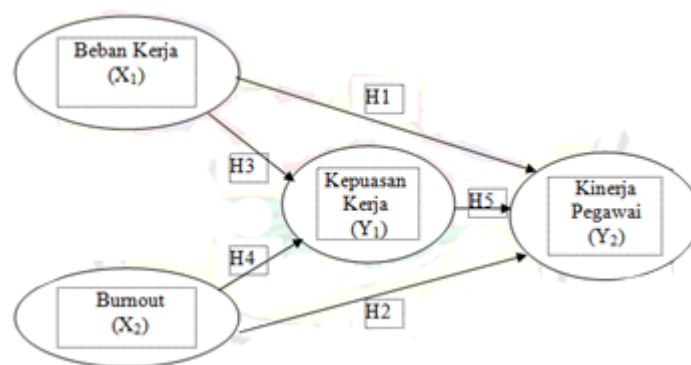 Beban Kerja
(X₁)
H1
H3
Kepuasan
Kerja
(Y₁)
H5
Kinerja
Pegawai
(Y₂)
H4
Burnout
(X₂)
H2